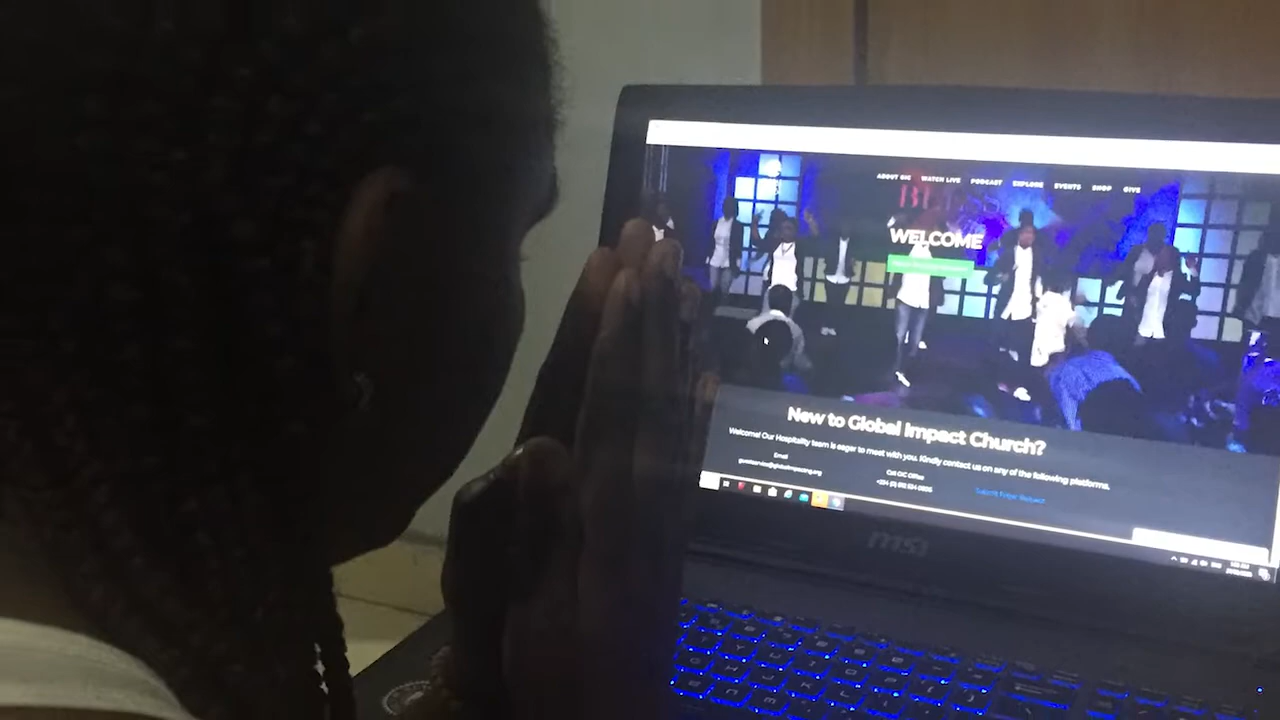 ABOUT GIC WATCH LIVE PODCAST EXPLORE EVENTS SHOP GIVE
BLESS
WELCOME
New to Global Impact Church?
Welcome! Our Hospitality team is eager to meet with you. Kindly contact us on any of the following platforms.
Email
Call GIC Office
Submit Prayer Request
msi